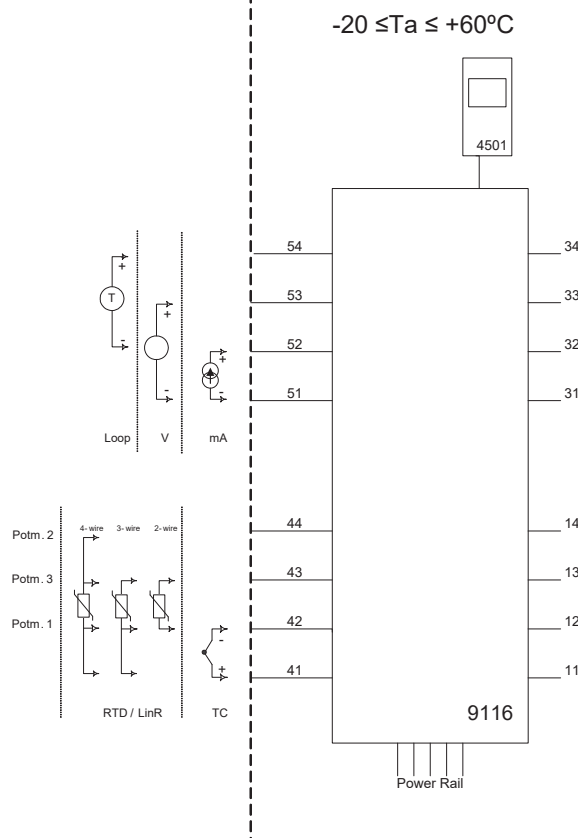 -20 ≤Ta ≤ +60ºC
4501
54
34
+
T
53
33
+
-
52
32
+
-
51
31
-
Loop
V
mA
44
14
Potm. 2
4- wire
3- wire
2- wire
43
13
Potm. 3
Potm. 1
42
12
-
+
41
11
RTD / LinR
TC
9116
Power Rail